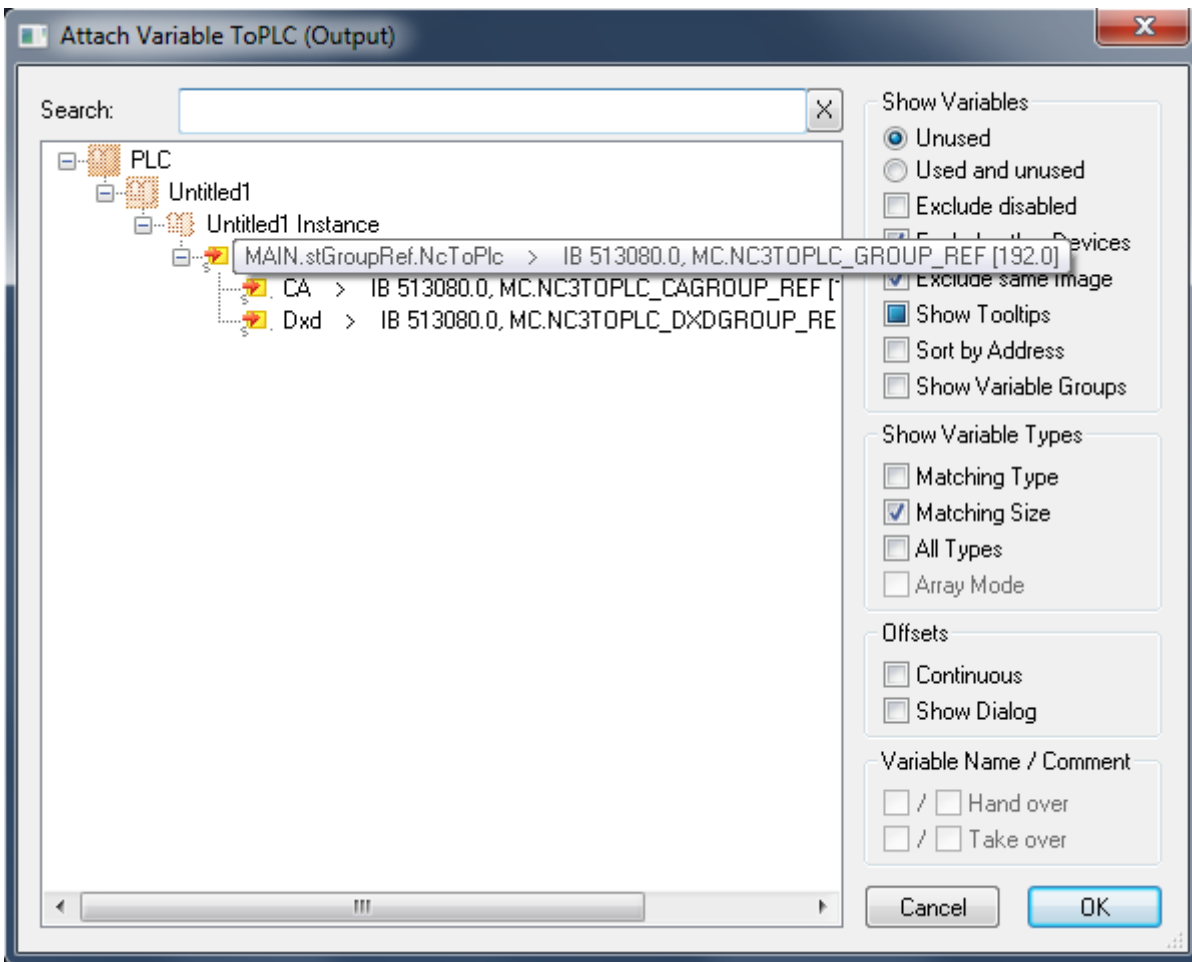 Attach Variable ToPLC (Output)
Search:
PLC
Untitled1
Untitled1 Instance
MAIN.stGroupRef.NcToPlc > IB 513080.0, MC.NC3TOPLC_GROUP_REF [192.0]
CA > IB 513080.0, MC.NC3TOPLC_CAGROUP_REF [
Dxd > IB 513080.0, MC.NC3TOPLC_DXDGROUP_RE
Show Variables
Unused
Used and unused
Exclude disabled
Devices
Exclude same Image
Show Tooltips
Sort by Address
Show Variable Groups
Show Variable Types
Matching Type
Matching Size
All Types
Array Mode
Offsets
Continuous
Show Dialog
Variable Name / Comment
/ Hand over
/ Take over
Cancel
OK